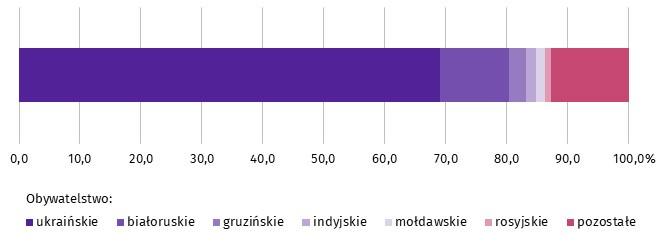 0,0 10,0 20,0 30,0 40,0 50,0 60,0 70,0 80,0 90,0 100,0%
Obywatelstwo:
ukraińskie białoruskie gruzińskie indyjskie mołdawskie rosyjskie pozostałe